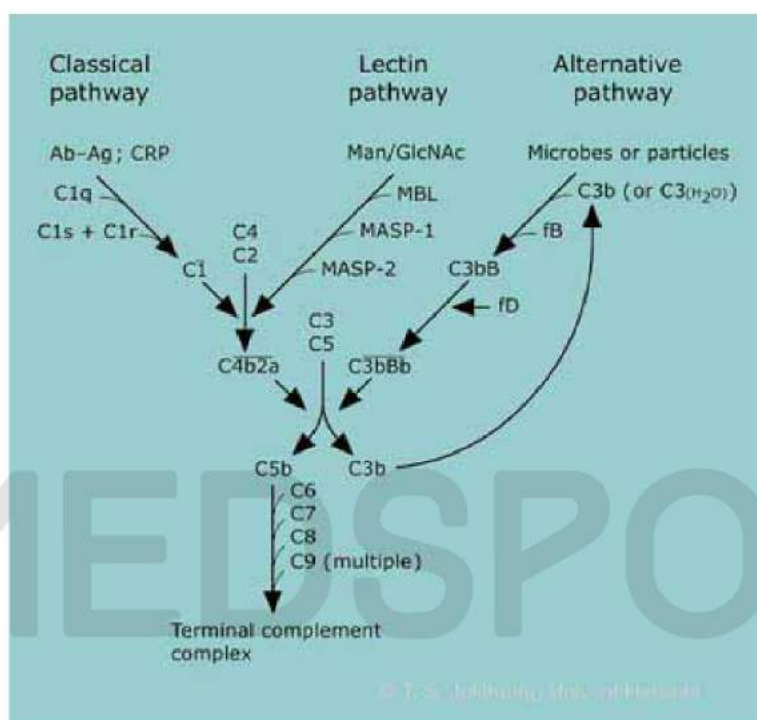 Classical
pathway
Lectin
pathway
Alternative
pathway
Ab-Ag; CRP
C1q
C1s + C1r
C1
C4
C2
Man/GlcNAc
MBL
MASP-1
MASP-2
Microbes or particles
C3b (or C3(H₂O))
fB
C3bB
fD
C3
C5
C4b2a
C3bBb
C5b
C3b
C6
C7
C8
C9 (multiple)
Terminal complement
complex
MEDSPO